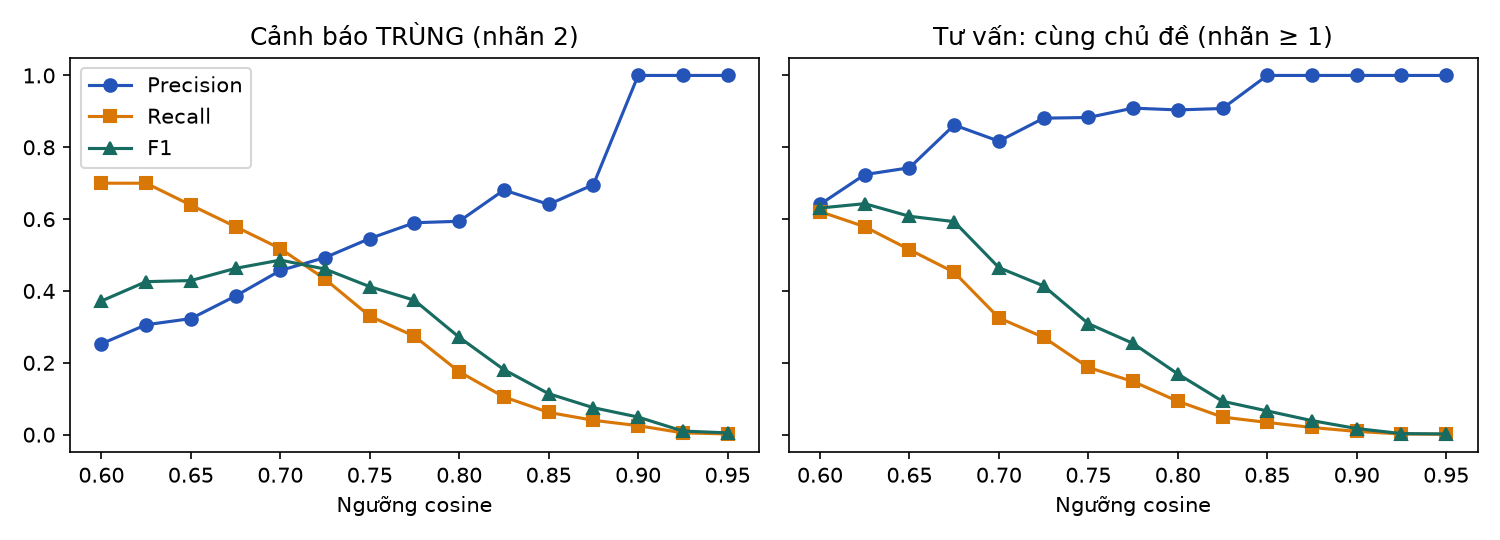 Cảnh báo TRÙNG (nhãn 2)
Precision
Recall
F1
1.0
0.8
0.6
0.4
0.2
0.0
0.60 0.65 0.70 0.75 0.80 0.85 0.90 0.95
Ngưỡng cosine
Tư vấn: cùng chủ đề (nhãn ≥ 1)
0.60 0.65 0.70 0.75 0.80 0.85 0.90 0.95
Ngưỡng cosine